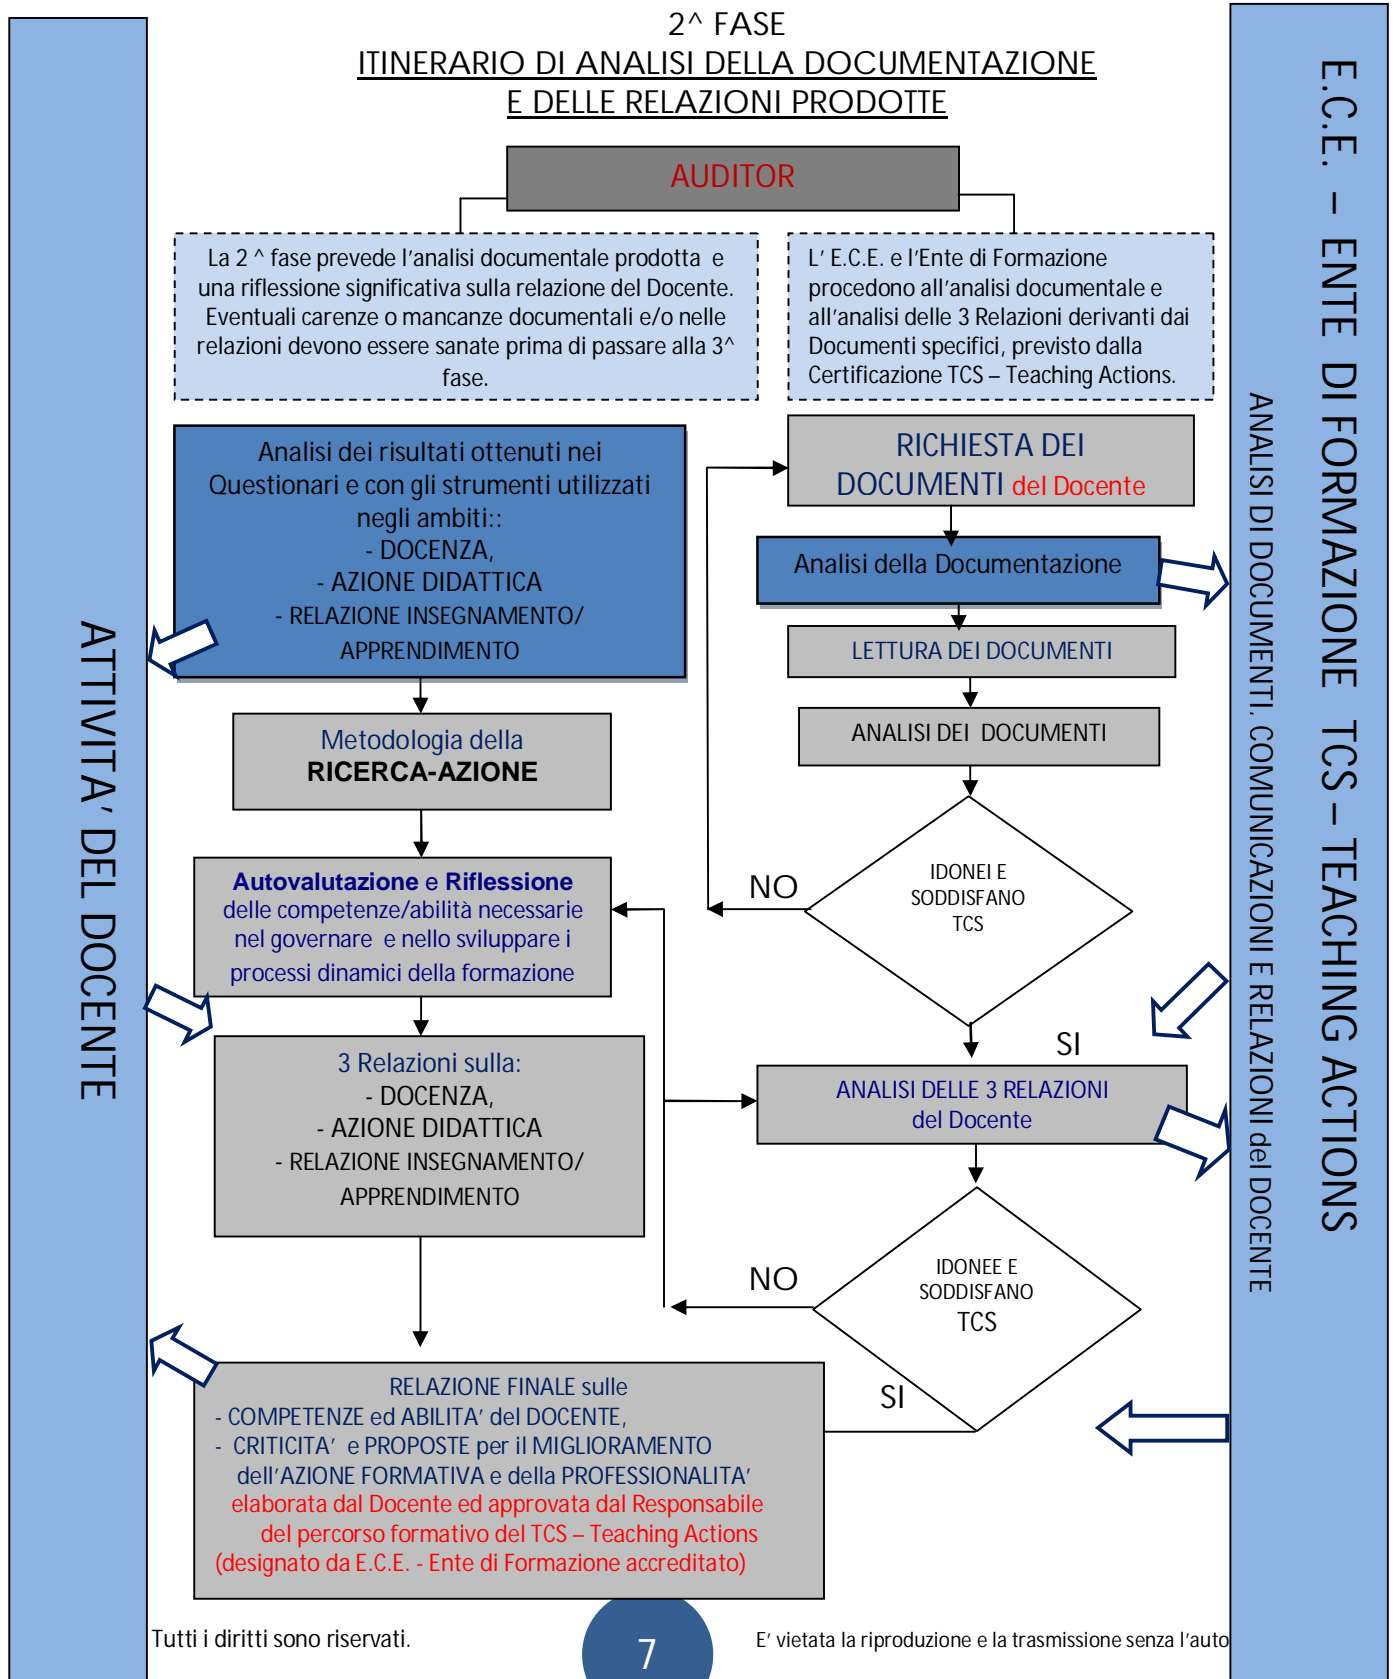 2^ FASE
ITINERARIO DI ANALISI DELLA DOCUMENTAZIONE
E DELLE RELAZIONI PRODOTTE
AUDITOR
La 2 ^ fase prevede l'analisi documentale prodotta e
una riflessione significativa sulla relazione del Docente.
Eventuali carenze o mancanze documentali e/o nelle
relazioni devono essere sanate prima di passare alla 3^
fase.
L' E.C.E. e l'Ente di Formazione
procedono all'analisi documentale e
all'analisi delle 3 Relazioni derivanti dai
Documenti specifici, previsto dalla
Certificazione TCS – Teaching Actions.
Analisi dei risultati ottenuti nei
Questionari e con gli strumenti utilizzati
negli ambiti::
- DOCENZA,
- AZIONE DIDATTICA
- RELAZIONE INSEGNAMENTO/
APPRENDIMENTO
Metodologia della
RICERCA-AZIONE
Autovalutazione e Riflessione
delle competenze/abilità necessarie
nel governare e nello sviluppare i
processi dinamici della formazione
3 Relazioni sulla:
- DOCENZA,
- AZIONE DIDATTICA
- RELAZIONE INSEGNAMENTO/
APPRENDIMENTO
RICHIESTA DEI
DOCUMENTI del Docente
Analisi della Documentazione
LETTURA DEI DOCUMENTI
ANALISI DEI DOCUMENTI
IDONEI E
SODDISFANO
TCS
NO
SI
ANALISI DELLE 3 RELAZIONI
del Docente
IDONEE E
SODDISFANO
TCS
NO
SI
RELAZIONE FINALE sulle
- COMPETENZE ed ABILITA' del DOCENTE,
- CRITICITA' e PROPOSTE per il MIGLIORAMENTO
dell'AZIONE FORMATIVA e della PROFESSIONALITA'
elaborata dal Docente ed approvata dal Responsabile
del percorso formativo del TCS – Teaching Actions
(designato da E.C.E. - Ente di Formazione accreditato)
ATTIVITA' DEL DOCENTE
E.C.E. – ENTE DI FORMAZIONE TCS – TEACHING ACTIONS
ANALISI DI DOCUMENTI, COMUNICAZIONI E RELAZIONI del DOCENTE
Tutti i diritti sono riservati.
7
E' vietata la riproduzione e la trasmissione senza l'auto